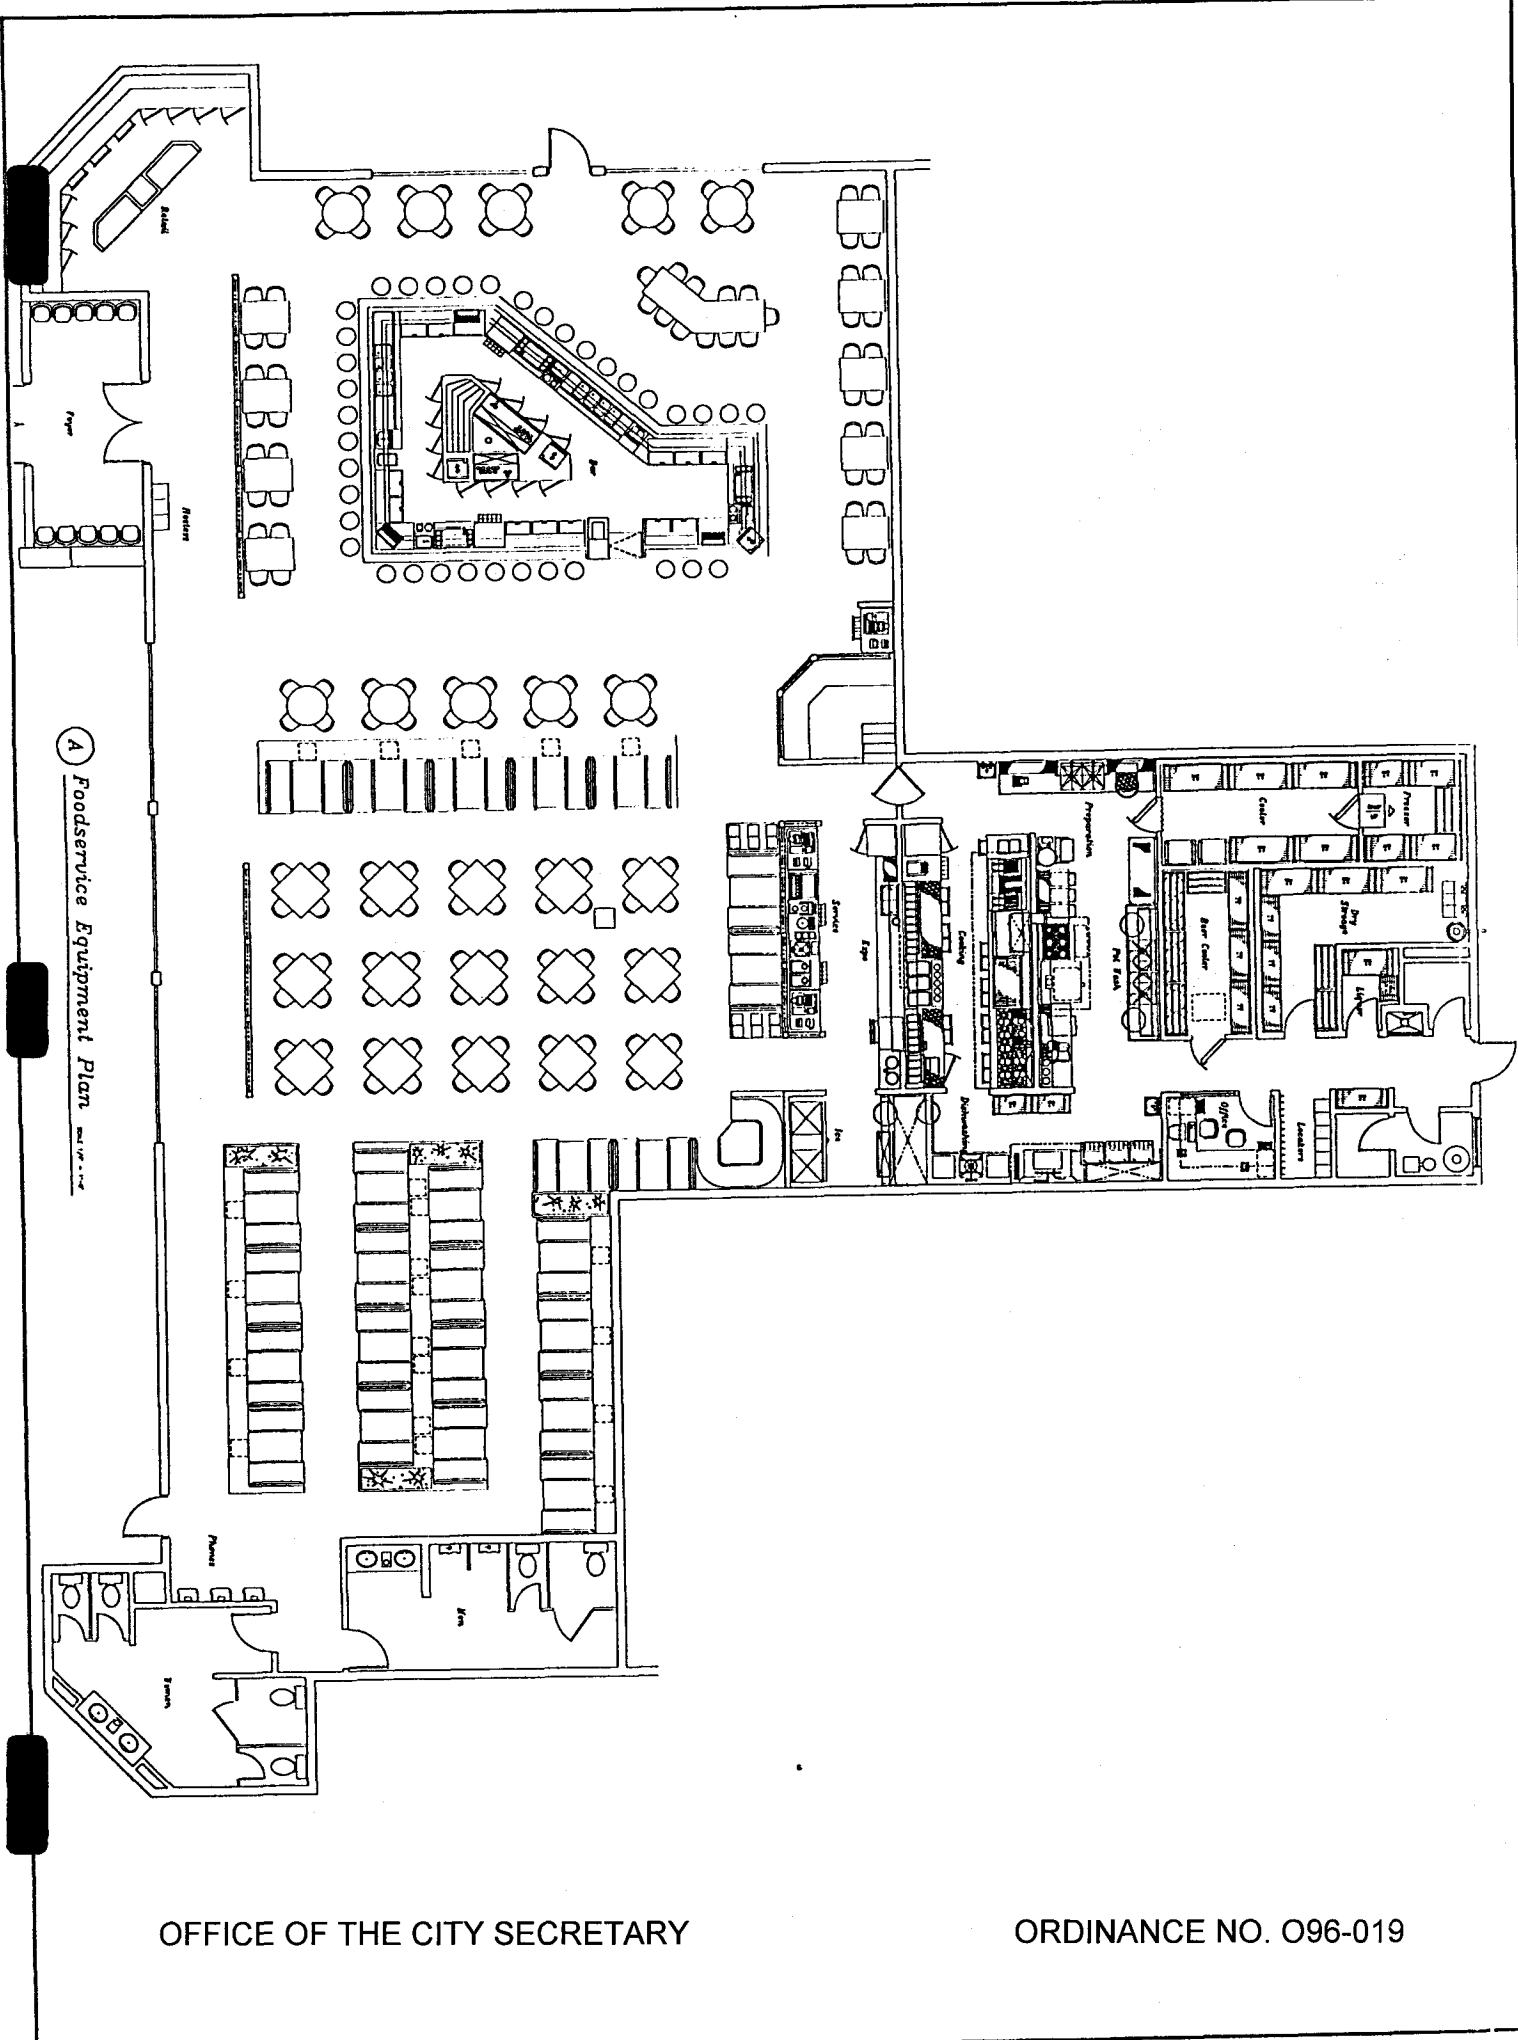 Retail
Foyer
Hostess
Bar
Freezer
Cooler
Preparation
Dry
Storage
Beer Cooler
Liquor
Service
Expo
Cooking
Pot Wash
Office
Lockers
Dishwashing
Ice
A Foodservice Equipment Plan
Phones
Men
Women
OFFICE OF THE CITY SECRETARY
ORDINANCE NO. O96-019